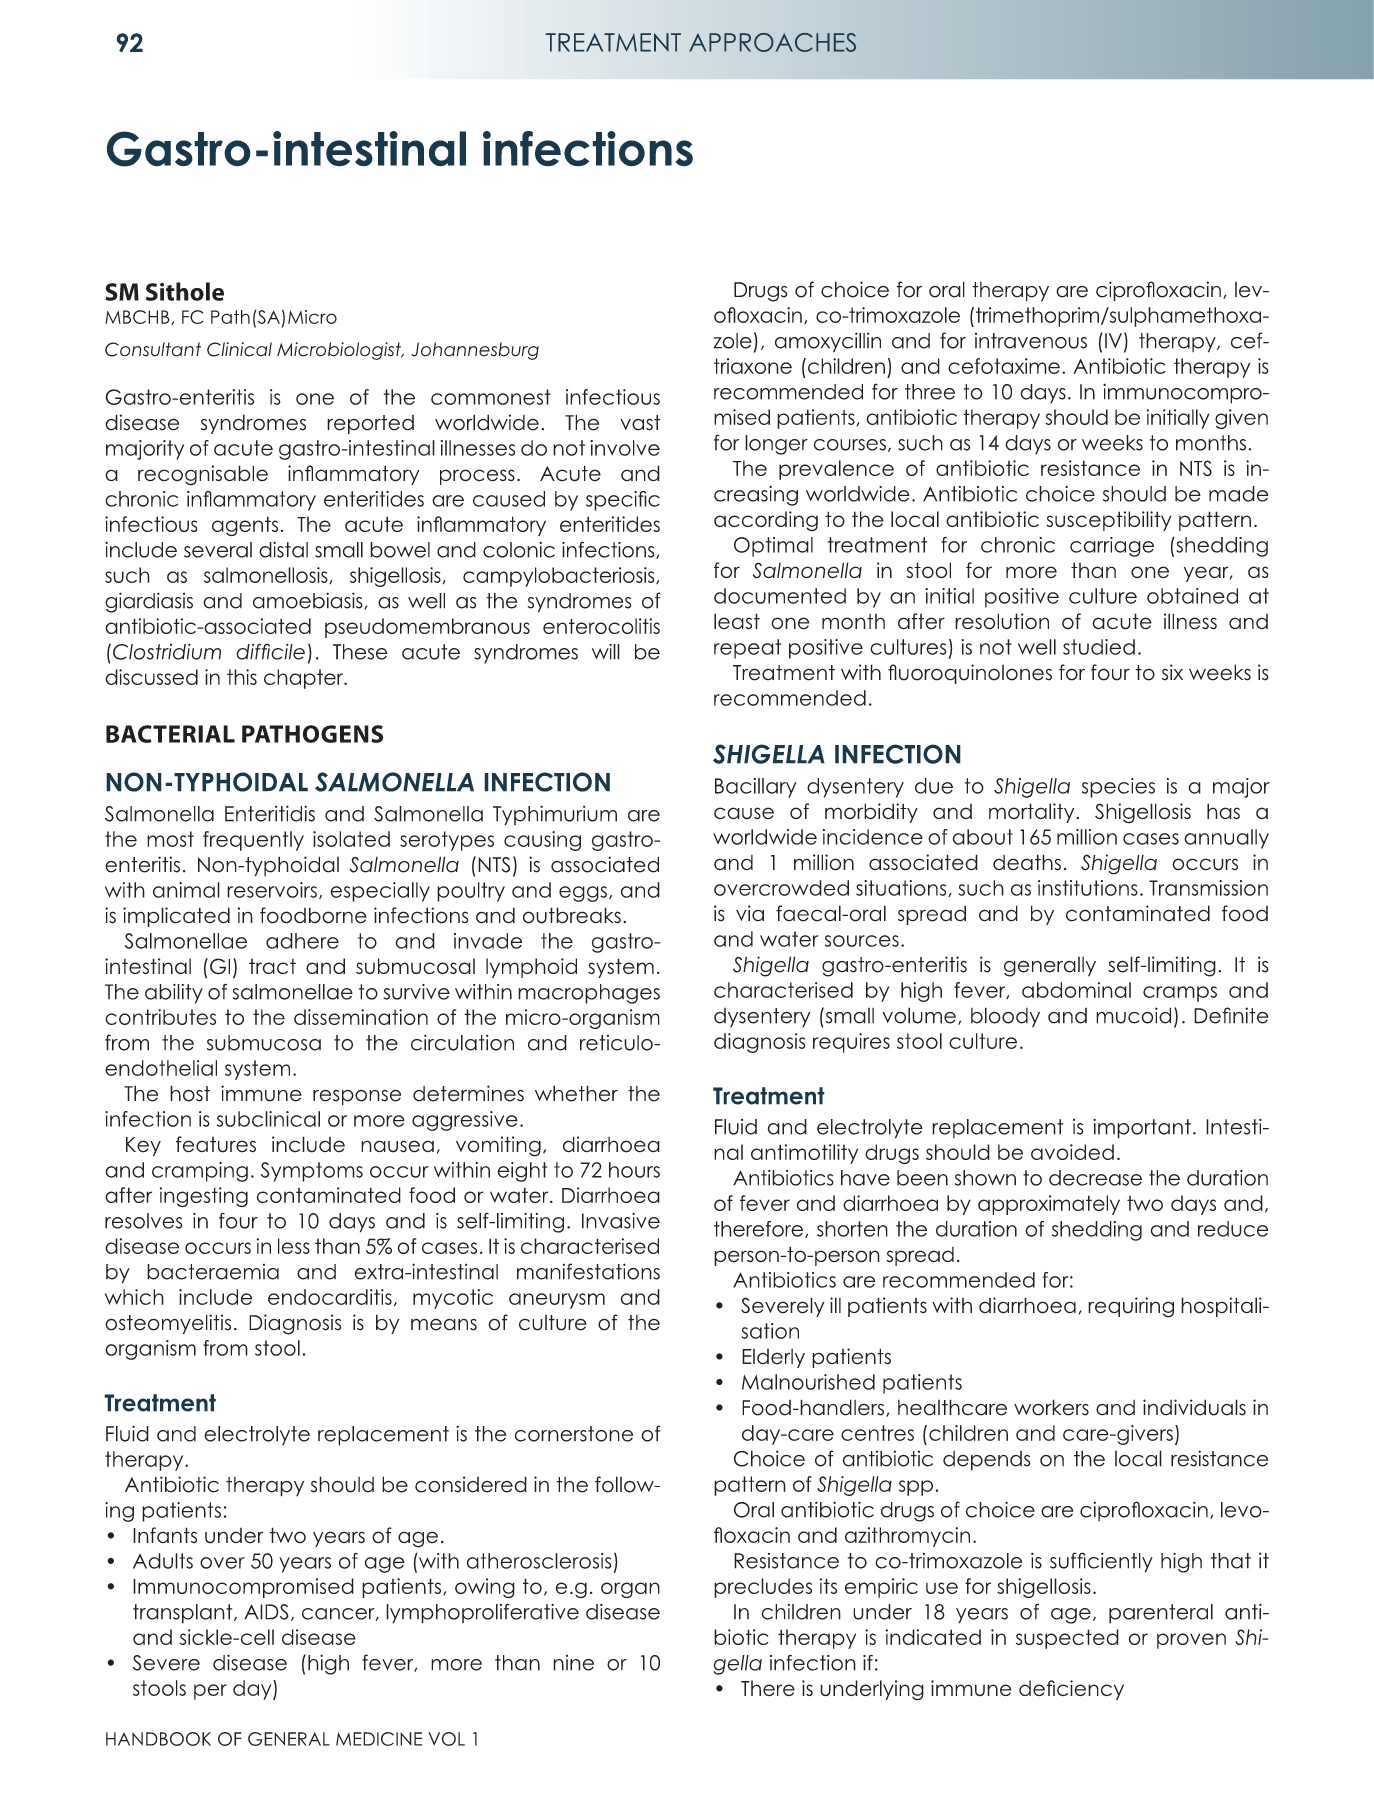 92
TREATMENT APPROACHES
Gastro-intestinal infections
SM Sithole
MBCHB, FC Path(SA)Micro
Consultant Clinical Microbiologist, Johannesburg
Gastro-enteritis is one of the commonest infectious
disease syndromes reported worldwide. The vast
majority of acute gastro-intestinal illnesses do not involve
a recognisable inflammatory process. Acute and
chronic inflammatory enteritides are caused by specific
infectious agents. The acute inflammatory enteritides
include several distal small bowel and colonic infections,
such as salmonellosis, shigellosis, campylobacteriosis,
giardiasis and amoebiasis, as well as the syndromes of
antibiotic-associated pseudomembranous enterocolitis
(Clostridium difficile). These acute syndromes will be
discussed in this chapter.
BACTERIAL PATHOGENS
NON-TYPHOIDAL SALMONELLA INFECTION
Salmonella Enteritidis and Salmonella Typhimurium are
the most frequently isolated serotypes causing gastro-
enteritis. Non-typhoidal Salmonella (NTS) is associated
with animal reservoirs, especially poultry and eggs, and
is implicated in foodborne infections and outbreaks.
Salmonellae adhere to and invade the gastro-
intestinal (GI) tract and submucosal lymphoid system.
The ability of salmonellae to survive within macrophages
contributes to the dissemination of the micro-organism
from the submucosa to the circulation and reticulo-
endothelial system.
The host immune response determines whether the
infection is subclinical or more aggressive.
Key features include nausea, vomiting, diarrhoea
and cramping. Symptoms occur within eight to 72 hours
after ingesting contaminated food or water. Diarrhoea
resolves in four to 10 days and is self-limiting. Invasive
disease occurs in less than 5% of cases. It is characterised
by bacteraemia and extra-intestinal manifestations
which include endocarditis, mycotic aneurysm and
osteomyelitis. Diagnosis is by means of culture of the
organism from stool.
Treatment
Fluid and electrolyte replacement is the cornerstone of
therapy.
Antibiotic therapy should be considered in the follow-
ing patients:
• Infants under two years of age.
• Adults over 50 years of age (with atherosclerosis)
• Immunocompromised patients, owing to, e.g. organ
transplant, AIDS, cancer, lymphoproliferative disease
and sickle-cell disease
• Severe disease (high fever, more than nine or 10
stools per day)
Drugs of choice for oral therapy are ciprofloxacin, lev-
ofloxacin, co-trimoxazole (trimethoprim/sulphamethoxa-
zole), amoxycillin and for intravenous (IV) therapy, cef-
triaxone (children) and cefotaxime. Antibiotic therapy is
recommended for three to 10 days. In immunocompro-
mised patients, antibiotic therapy should be initially given
for longer courses, such as 14 days or weeks to months.
The prevalence of antibiotic resistance in NTS is in-
creasing worldwide. Antibiotic choice should be made
according to the local antibiotic susceptibility pattern.
Optimal treatment for chronic carriage (shedding
for Salmonella in stool for more than one year, as
documented by an initial positive culture obtained at
least one month after resolution of acute illness and
repeat positive cultures) is not well studied.
Treatment with fluoroquinolones for four to six weeks is
recommended.
SHIGELLA INFECTION
Bacillary dysentery due to Shigella species is a major
cause of morbidity and mortality. Shigellosis has a
worldwide incidence of about 165 million cases annually
and 1 million associated deaths. Shigella occurs in
overcrowded situations, such as institutions. Transmission
is via faecal-oral spread and by contaminated food
and water sources.
Shigella gastro-enteritis is generally self-limiting. It is
characterised by high fever, abdominal cramps and
dysentery (small volume, bloody and mucoid). Definite
diagnosis requires stool culture.
Treatment
Fluid and electrolyte replacement is important. Intesti-
nal antimotility drugs should be avoided.
Antibiotics have been shown to decrease the duration
of fever and diarrhoea by approximately two days and,
therefore, shorten the duration of shedding and reduce
person-to-person spread.
Antibiotics are recommended for:
• Severely ill patients with diarrhoea, requiring hospitali-
sation
• Elderly patients
• Malnourished patients
• Food-handlers, healthcare workers and individuals in
day-care centres (children and care-givers)
Choice of antibiotic depends on the local resistance
pattern of Shigella spp.
Oral antibiotic drugs of choice are ciprofloxacin, levo-
floxacin and azithromycin.
Resistance to co-trimoxazole is sufficiently high that it
precludes its empiric use for shigellosis.
In children under 18 years of age, parenteral anti-
biotic therapy is indicated in suspected or proven Shi-
gella infection if:
• There is underlying immune deficiency
HANDBOOK OF GENERAL MEDICINE VOL 1